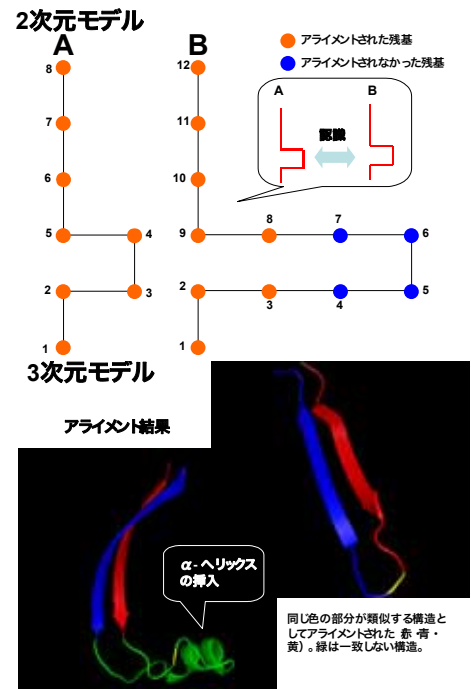 2次元モデル
A
B
アライメントされた残基
アライメントされなかった残基
8
7
6
5
4
2
3
1
12
11
10
9
8
7
6
2
3
4
5
1
A
B
認識
3次元モデル
アライメント結果
α-ヘリックス
の挿入
同じ色の部分が類似する構造と
してアライメントされた 赤・青・
黄）。緑は一致しない構造。